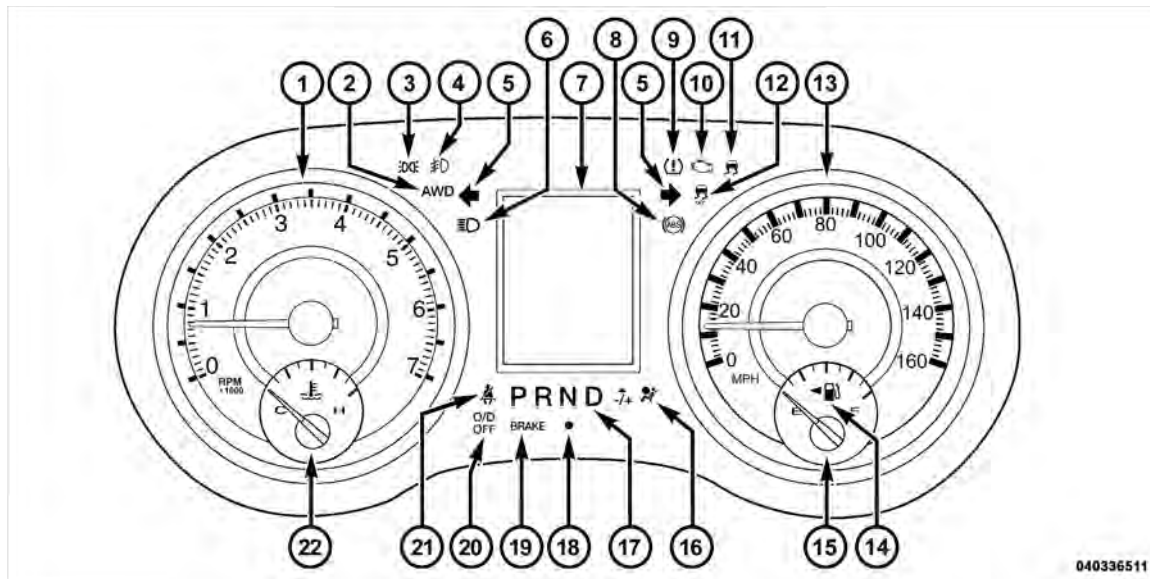 6 8 9 11
1 2 3 4 5 7 5 10 12 13
AWD
ABS
0 1 2 3 4 5 6 7
RPM
×1000
C H
0 20 40 60 80 100 120 140 160
MPH
E F
P R N D -/+
O/D
OFF
BRAKE
22 21 20 19 18 17 16 15 14
040336511